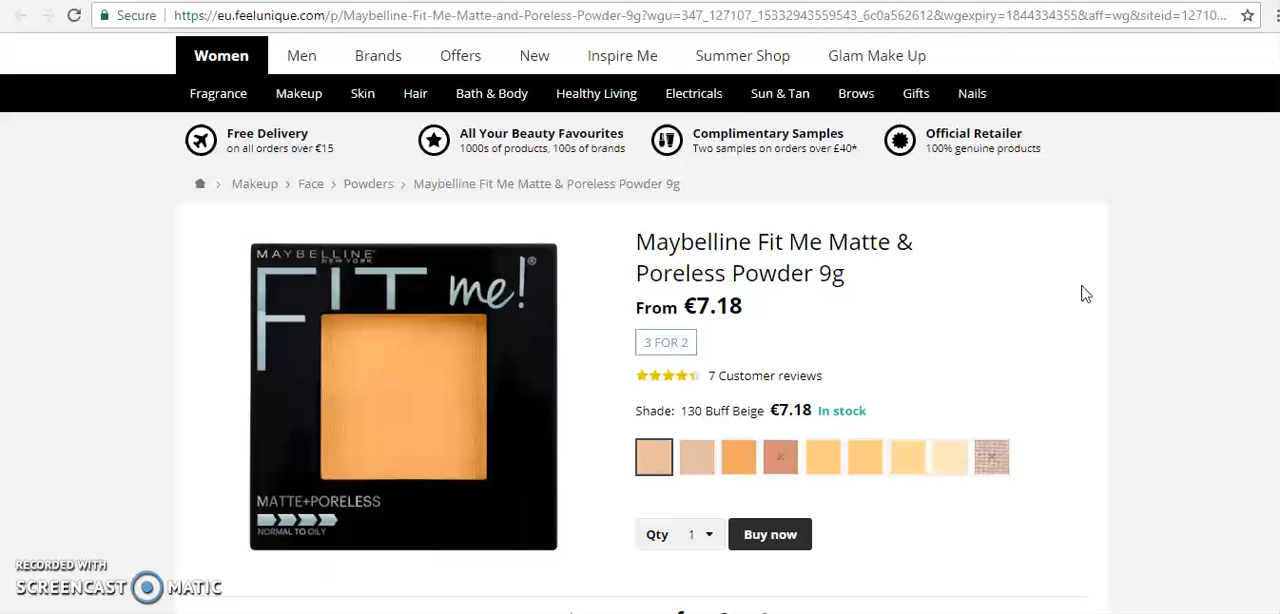 Secure https://eu.feelunique.com/p/Maybelline-Fit-Me-Matte-and-Poreless-Powder-9g?wgu=347_127107_15332943559543_6c0a562612&wgexpiry=1844334355&aff=wg&siteid=12710...
Women Men Brands Offers New Inspire Me Summer Shop Glam Make Up
Fragrance Makeup Skin Hair Bath & Body Healthy Living Electricals Sun & Tan Brows Gifts Nails
Free Delivery All Your Beauty Favourites Complimentary Samples Official Retailer
on all orders over €15 1000s of products, 100s of brands Two samples on orders over £40* 100% genuine products
Makeup > Face > Powders > Maybelline Fit Me Matte & Poreless Powder 9g
MAYBELLINE
NEW YORK
FIT me!®
MATTE+PORELESS
NORMAL TO OILY
Maybelline Fit Me Matte &
Poreless Powder 9g
From €7.18
3 FOR 2
7 Customer reviews
Shade: 130 Buff Beige €7.18 In stock
Qty 1 Buy now
RECORDED WITH
SCREENCAST MATIC